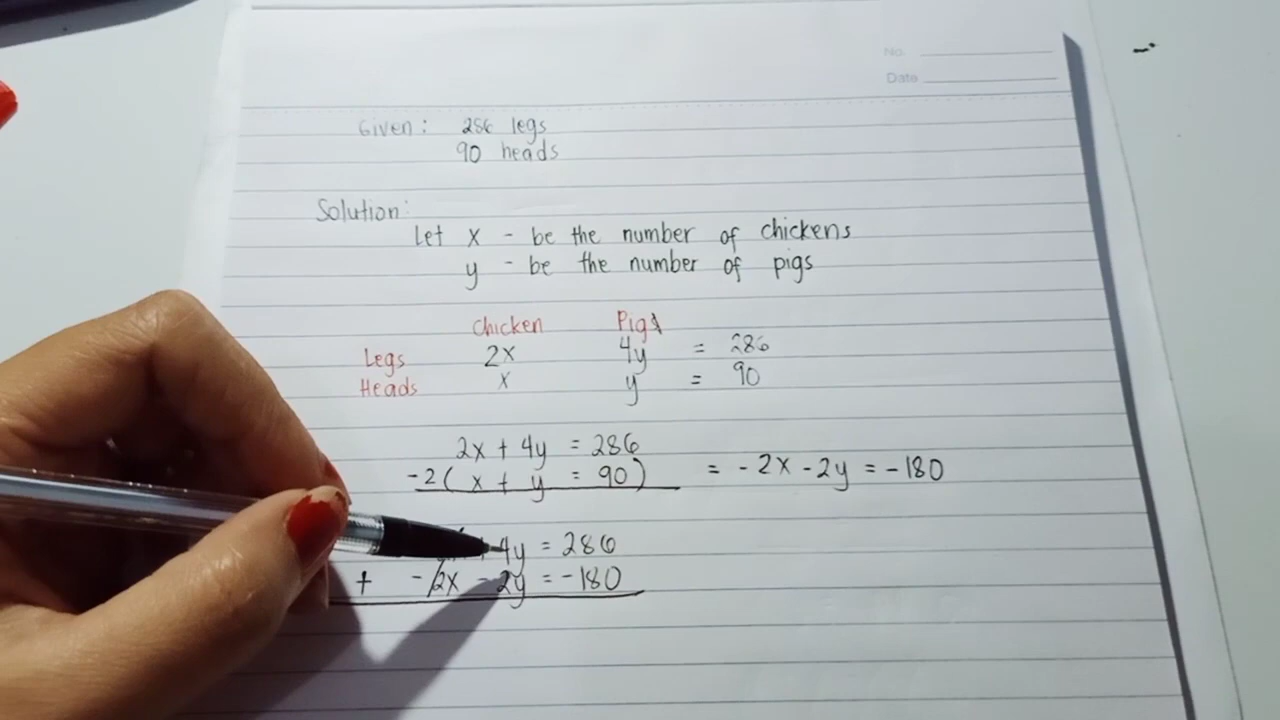 No.
Date
Given: 286 legs
90 heads
Solution:
Let x - be the number of chickens
y - be the number of pigs
Chicken Pigs
Legs 2x 4y = 286
Heads x y = 90
2x + 4y = 286
-2( x + y = 90) = -2x - 2y = -180
+ 4y = 286
+ -2x - 2y = -180